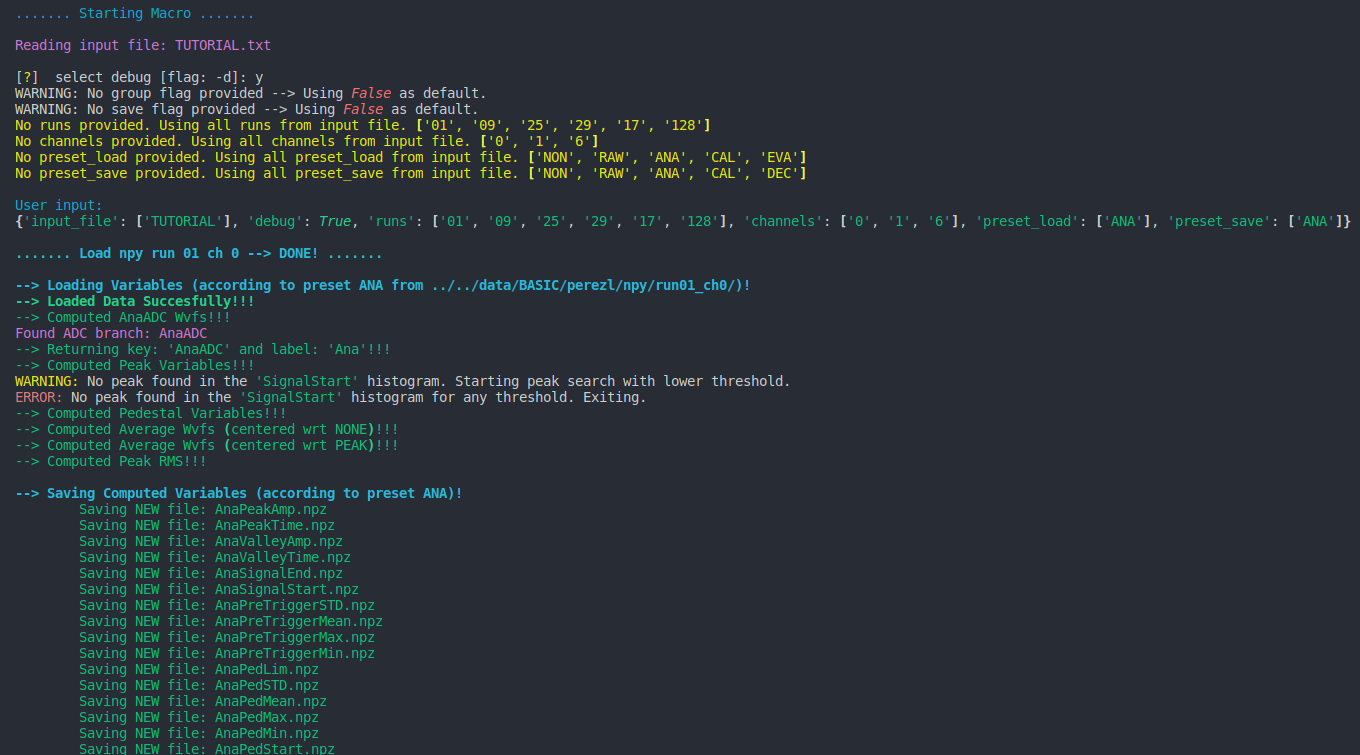 ....... Starting Macro .......
Reading input file: TUTORIAL.txt
[?]  select debug [flag: -d]: y
WARNING: No group flag provided --> Using False as default.
WARNING: No save flag provided --> Using False as default.
No runs provided. Using all runs from input file. ['01', '09', '25', '29', '17', '128']
No channels provided. Using all channels from input file. ['0', '1', '6']
No preset_load provided. Using all preset_load from input file. ['NON', 'RAW', 'ANA', 'CAL', 'EVA']
No preset_save provided. Using all preset_save from input file. ['NON', 'RAW', 'ANA', 'CAL', 'DEC']
User input:
{'input_file': ['TUTORIAL'], 'debug': True, 'runs': ['01', '09', '25', '29', '17', '128'], 'channels': ['0', '1', '6'], 'preset_load': ['ANA'], 'preset_save': ['ANA']}
....... Load npy run 01 ch 0 --> DONE! .......
--> Loading Variables (according to preset ANA from ../../data/BASIC/perezl/npy/run01_ch0/)!
--> Loaded Data Succesfully!!!
--> Computed AnaADC Wvfs!!!
Found ADC branch: AnaADC
--> Returning key: 'AnaADC' and label: 'Ana'!!!
--> Computed Peak Variables!!!
WARNING: No peak found in the 'SignalStart' histogram. Starting peak search with lower threshold.
ERROR: No peak found in the 'SignalStart' histogram for any threshold. Exiting.
--> Computed Pedestal Variables!!!
--> Computed Average Wvfs (centered wrt NONE)!!!
--> Computed Average Wvfs (centered wrt PEAK)!!!
--> Computed Peak RMS!!!
--> Saving Computed Variables (according to preset ANA)!
Saving NEW file: AnaPeakAmp.npz
Saving NEW file: AnaPeakTime.npz
Saving NEW file: AnaValleyAmp.npz
Saving NEW file: AnaValleyTime.npz
Saving NEW file: AnaSignalEnd.npz
Saving NEW file: AnaSignalStart.npz
Saving NEW file: AnaPreTriggerSTD.npz
Saving NEW file: AnaPreTriggerMean.npz
Saving NEW file: AnaPreTriggerMax.npz
Saving NEW file: AnaPreTriggerMin.npz
Saving NEW file: AnaPedLim.npz
Saving NEW file: AnaPedSTD.npz
Saving NEW file: AnaPedMean.npz
Saving NEW file: AnaPedMax.npz
Saving NEW file: AnaPedMin.npz
Saving NEW file: AnaPedStart.npz